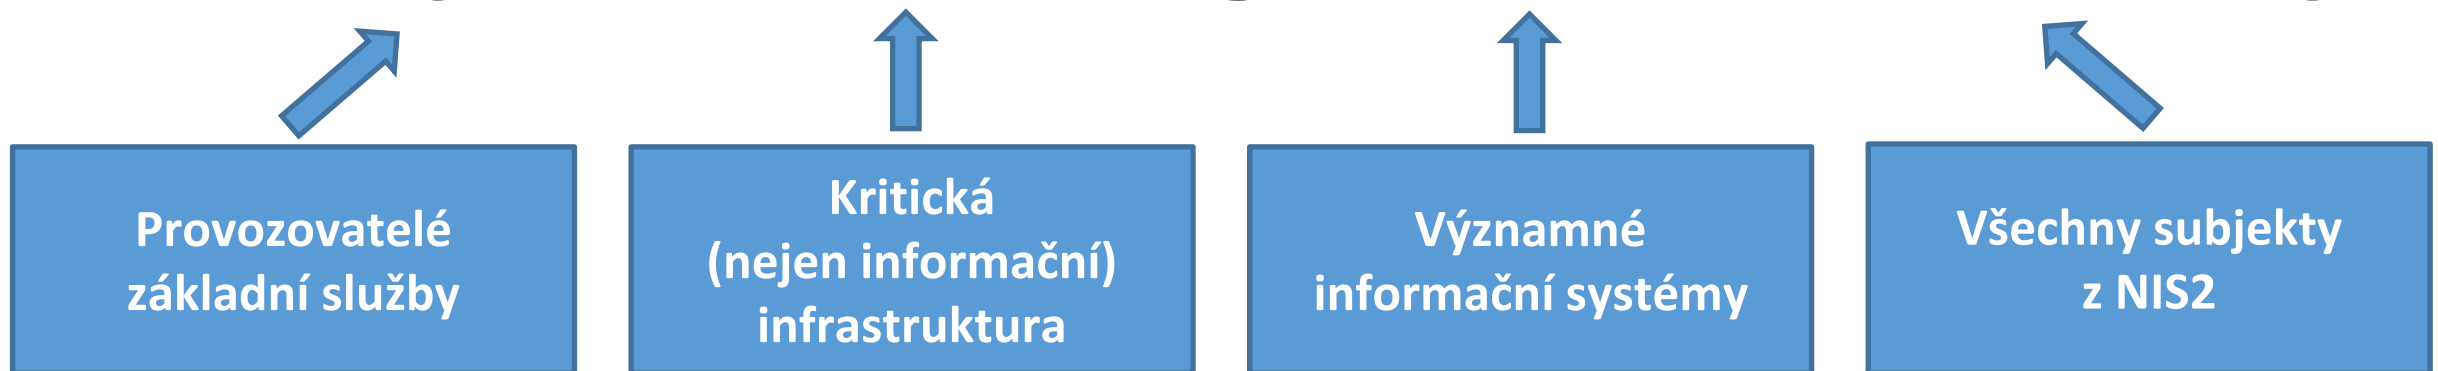 Provozovatelé
základní služby
Kritická
(nejen informační)
infrastruktura
Významné
informační systémy
Všechny subjekty
z NIS2